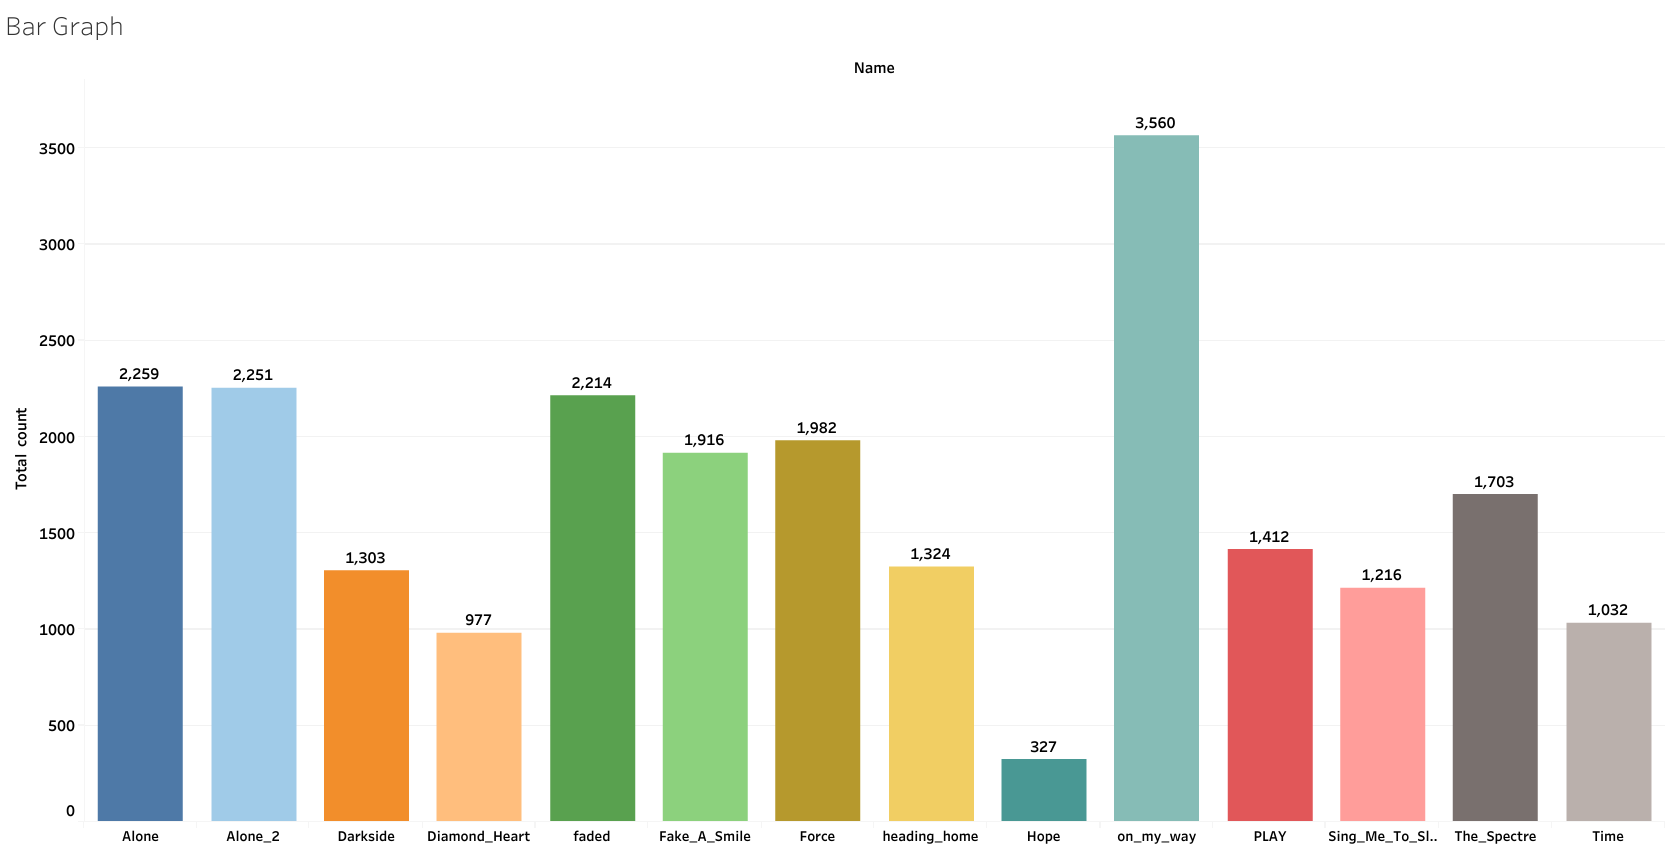 Bar Graph
Name
Total count
3500
3000
2500
2000
1500
1000
500
0
2,259
2,251
1,303
977
2,214
1,916
1,982
1,324
327
3,560
1,412
1,216
1,703
1,032
Alone
Alone_2
Darkside
Diamond_Heart
faded
Fake_A_Smile
Force
heading_home
Hope
on_my_way
PLAY
Sing_Me_To_Sl..
The_Spectre
Time